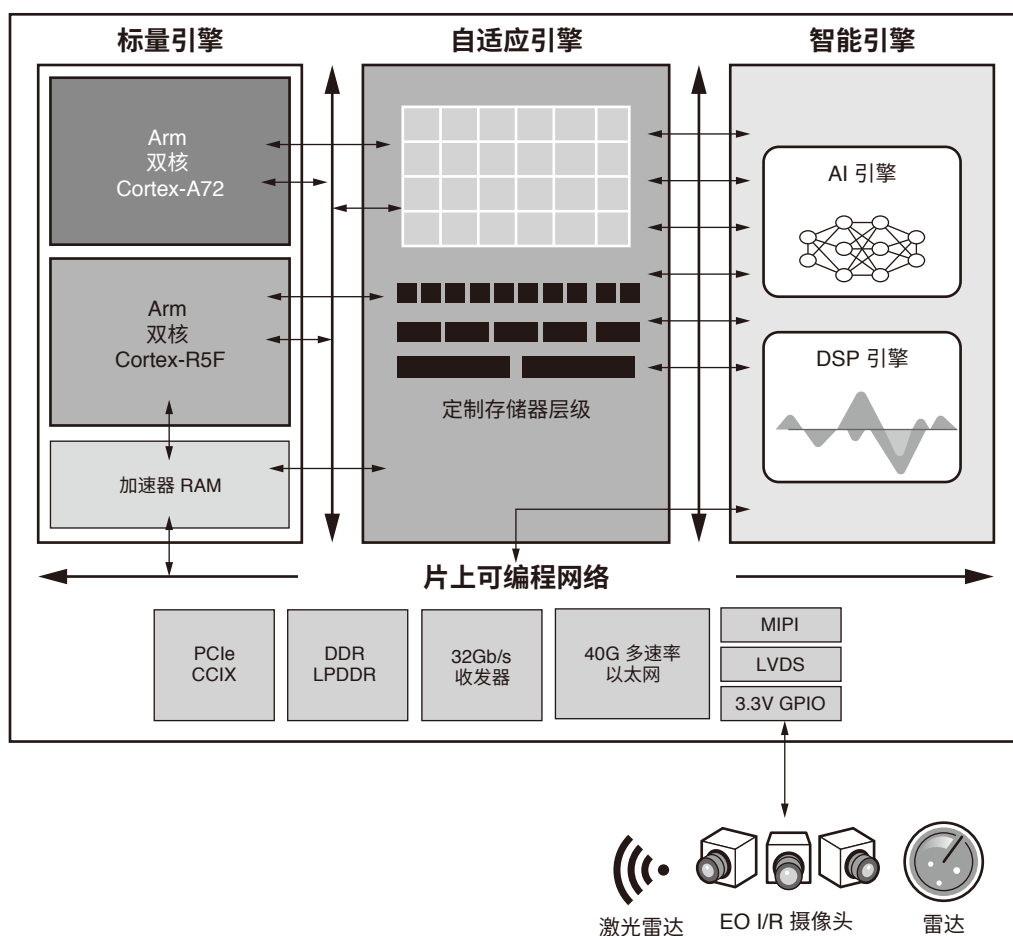 标量引擎
自适应引擎
智能引擎
Arm
双核
Cortex-A72
Arm
双核
Cortex-R5F
加速器 RAM
定制存储器层级
AI 引擎
DSP 引擎
片上可编程网络
PCIe
CCIX
DDR
LPDDR
32Gb/s
收发器
40G 多速率
以太网
MIPI
LVDS
3.3V GPIO
激光雷达
EO I/R 摄像头
雷达